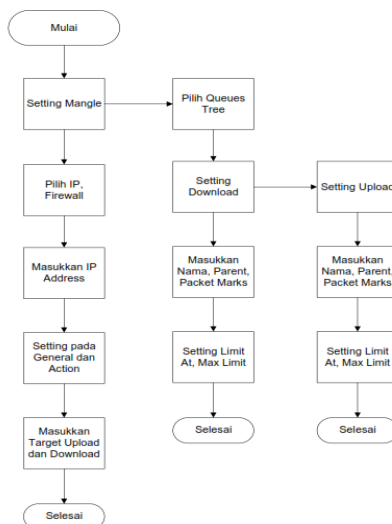 Mulai
Setting Mangle
Pilih IP,
Firewall
Masukkan IP
Address
Setting pada
General dan
Action
Masukkan
Target Upload
dan Download
Selesai
Pilih Queues
Tree
Setting
Download
Masukkan
Nama, Parent,
Packet Marks
Setting Limit
At, Max Limit
Selesai
Setting Upload
Masukkan
Nama, Parent,
Packet Marks
Setting Limit
At, Max Limit
Selesai